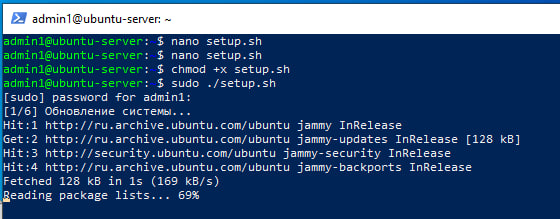 admin1@ubuntu-server: ~
admin1@ubuntu-server: $ nano setup.sh
admin1@ubuntu-server: $ nano setup.sh
admin1@ubuntu-server: $ chmod +x setup.sh
admin1@ubuntu-server: $ sudo ./setup.sh
[sudo] password for admin1:
[1/6] Обновление системы...
Hit:1 http://ru.archive.ubuntu.com/ubuntu jammy InRelease
Get:2 http://ru.archive.ubuntu.com/ubuntu jammy-updates InRelease [128 kB]
Hit:3 http://security.ubuntu.com/ubuntu jammy-security InRelease
Hit:4 http://ru.archive.ubuntu.com/ubuntu jammy-backports InRelease
Fetched 128 kB in 1s (169 kB/s)
Reading package lists... 69%